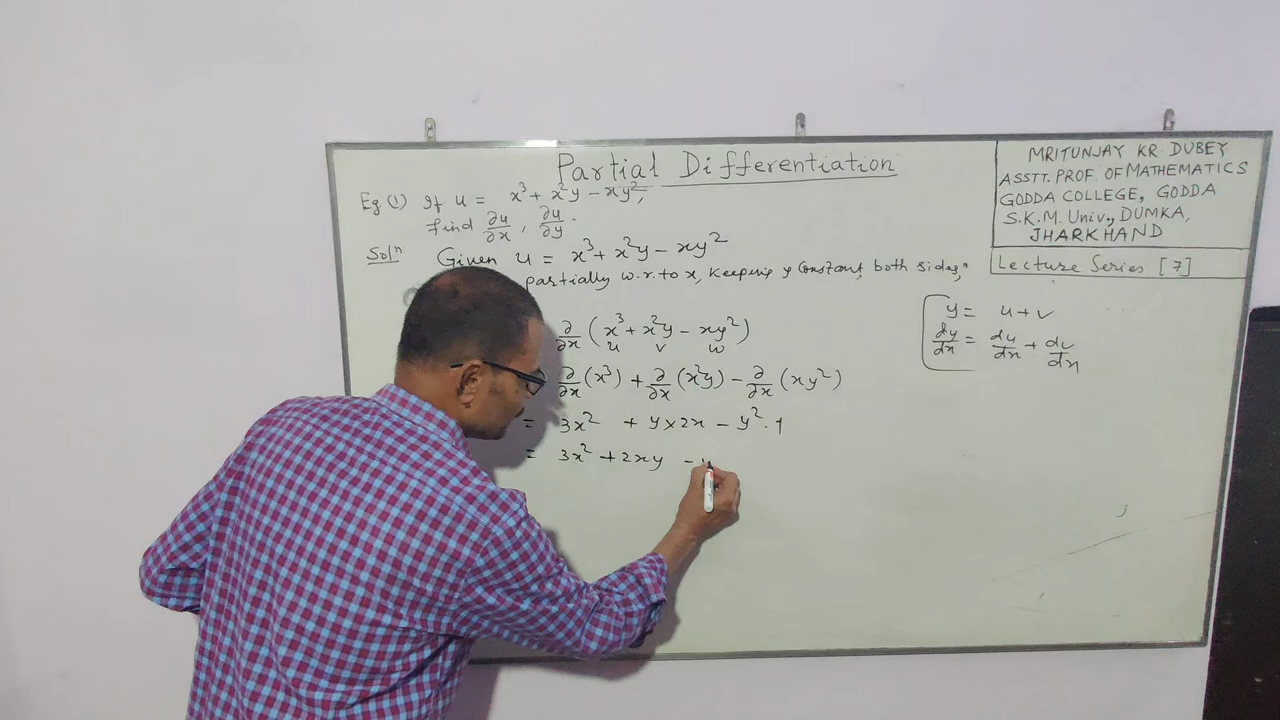 Partial Differentiation
MRITUNJAY KR. DUBEY
ASSTT. PROF. OF MATHEMATICS
GODDA COLLEGE, GODDA
S.K.M. Univ., DUMKA,
JHARKHAND
Lecture Series [7]
Eg (1) If u = x³ + x²y − xy²,
find ∂u/∂x , ∂u/∂y .
Solⁿ Given u = x³ + x²y − xy²
partially w.r. to x, keeping y constant, both sides,
∂/∂x (x³ + x²y − xy²)
u v w
∂/∂x (x³) + ∂/∂x (x²y) − ∂/∂x (xy²)
= 3x² + y × 2x − y² . 1
= 3x² + 2xy −
y = u + v
dy/dx = du/dx + dv/dx